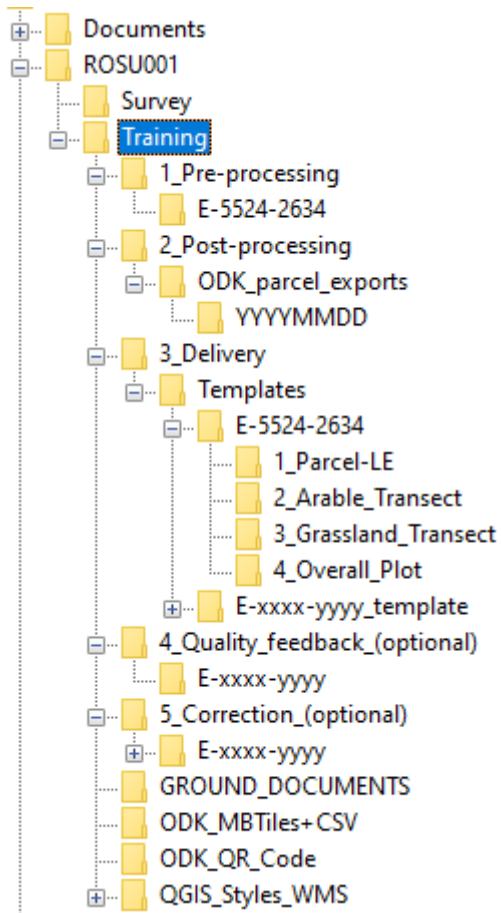 Documents
ROSU001
Survey
Training
1_Pre-processing
E-5524-2634
2_Post-processing
ODK_parcel_exports
YYYYMMDD
3_Delivery
Templates
E-5524-2634
1_Parcel-LE
2_Arable_Transect
3_Grassland_Transect
4_Overall_Plot
E-xxxx-yyyy_template
4_Quality_feedback_(optional)
E-xxxx-yyyy
5_Correction_(optional)
E-xxxx-yyyy
GROUND_DOCUMENTS
ODK_MBTiles+CSV
ODK_QR_Code
QGIS_Styles_WMS